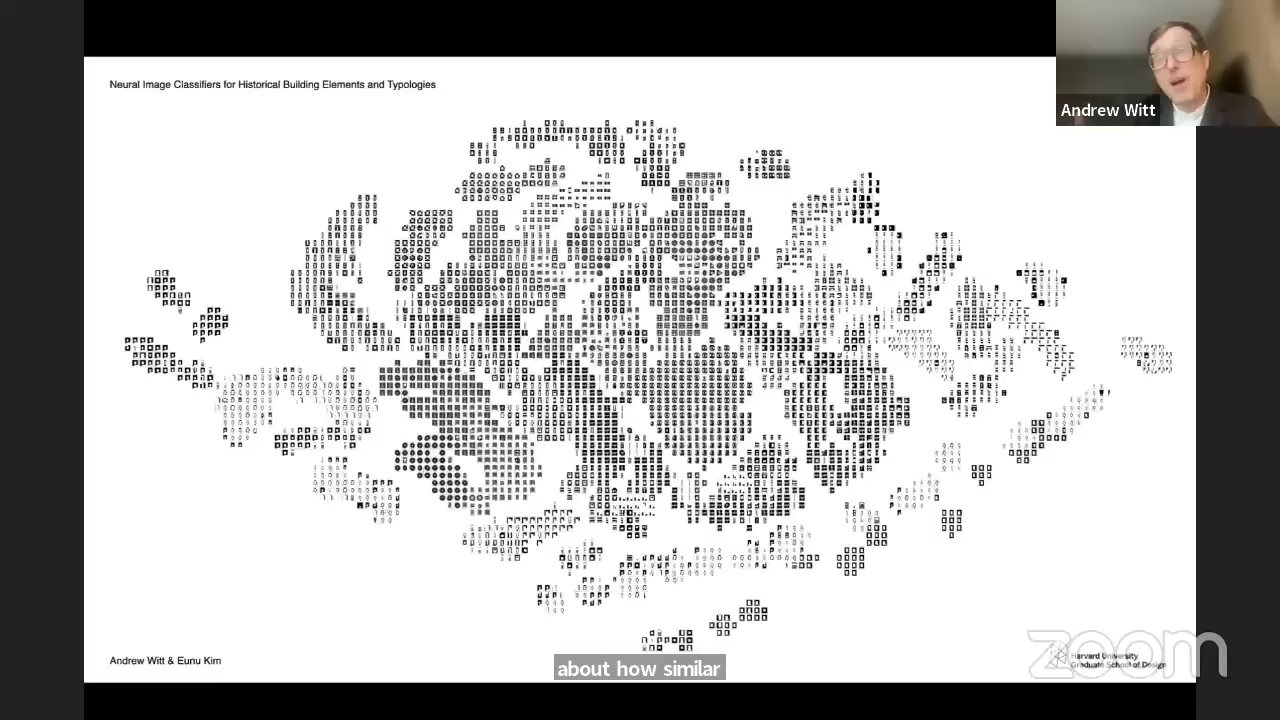 Neural Image Classifiers for Historical Building Elements and Typologies
Andrew Witt
Andrew Witt & Eunu Kim
about how similar
zoom
Harvard University
Graduate School of Design